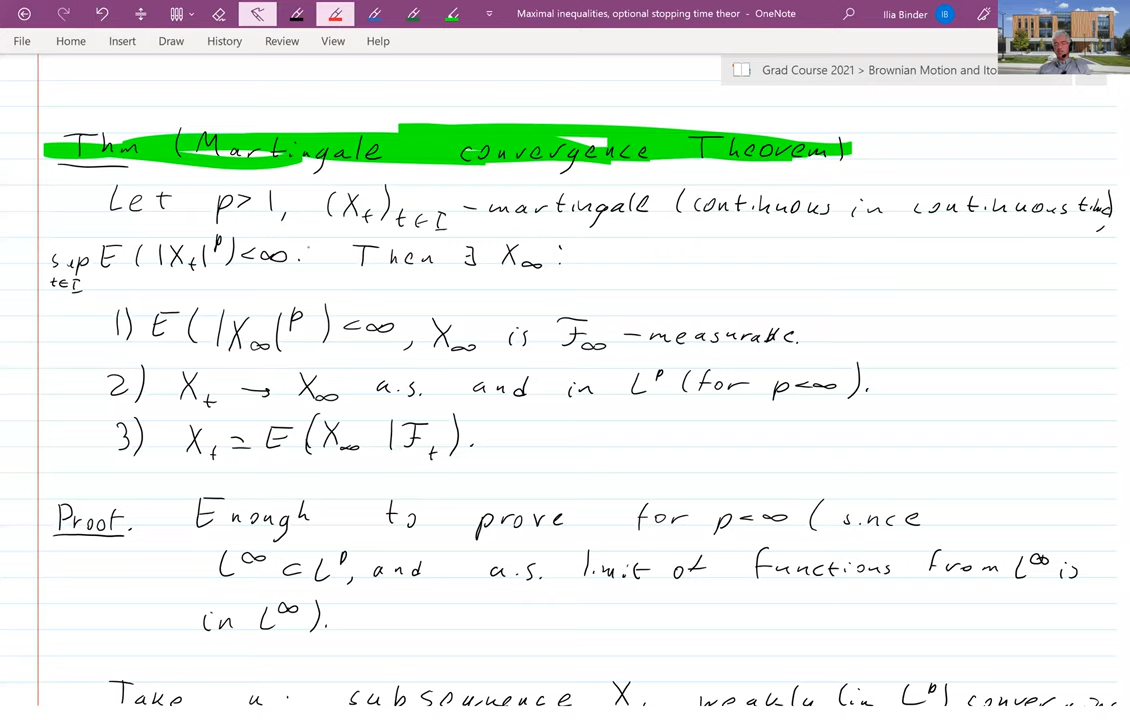 Maximal inequalities, optional stopping time theor - OneNote
Ilia Binder IB
File Home Insert Draw History Review View Help
Grad Course 2021 > Brownian Motion and Ito
Thm (Martingale convergence Theorem)
Let p>1, (X_t)_{t∈I} - martingale (continuous in continuous time),
sup_{t∈I} E(|X_t|^p)<∞. Then ∃ X_∞:
1) E(|X_∞|^p)<∞, X_∞ is F_∞ -measurable.
2) X_t → X_∞ a.s. and in L^p (for p<∞).
3) X_t = E(X_∞ | F_t).
Proof. Enough to prove for p<∞ (since
L^∞ ⊂ L^p, and a.s. limit of functions from L^∞ is
in L^∞).
Take a subsequence X weakly (in L^p)